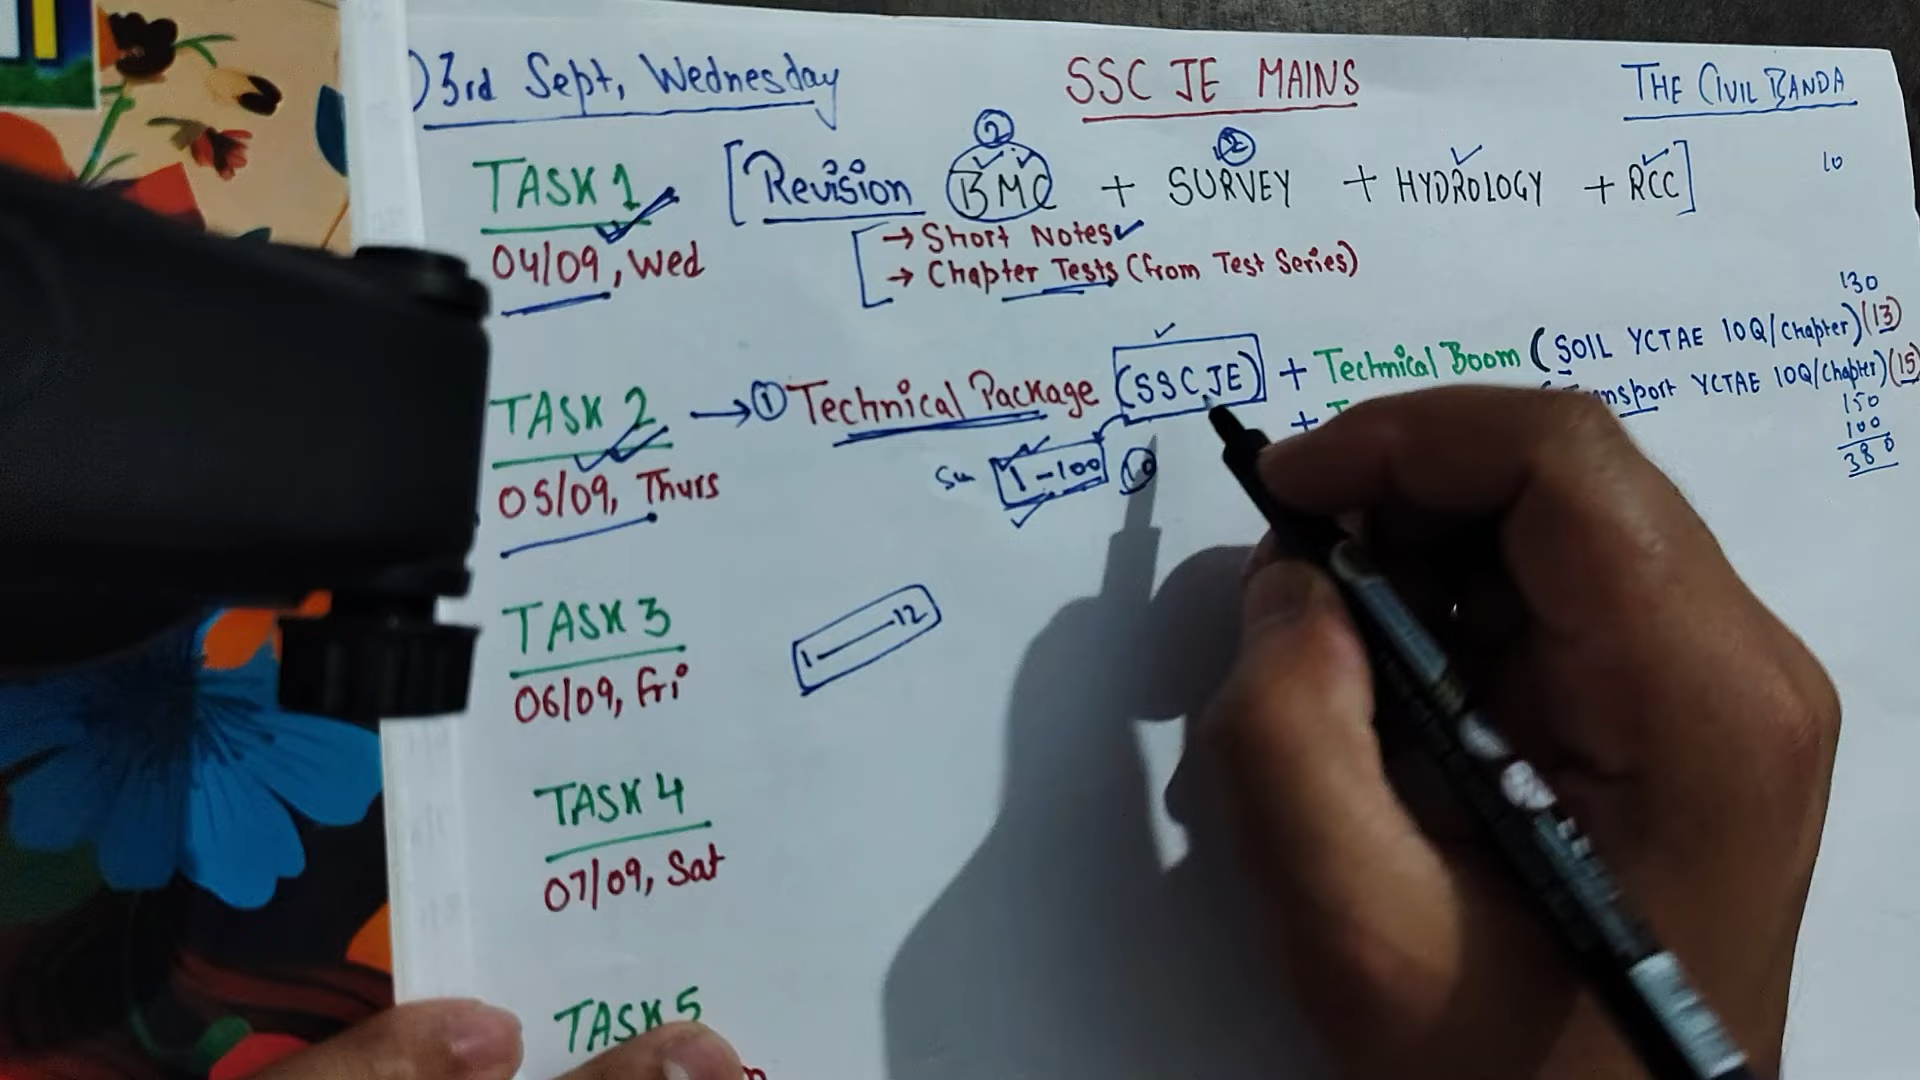 3rd Sept, Wednesday
SSC JE MAINS
THE CIVIL BANDA
TASK 1
04/09, Wed
[Revision BMC + SURVEY + HYDROLOGY + RCC]
2
10
→ Short Notes
→ Chapter Tests (from Test Series)
TASK 2
05/09, Thurs
→ ① Technical Package (SSC JE) + Technical Boom (SOIL YCTAE 10Q/Chapter) (13)
+ YCTAE 10Q/Chapter) (15)
1-100
10
130
150
100
380
TASK 3
06/09, Fri
1 — 12
TASK 4
07/09, Sat
TASK 5